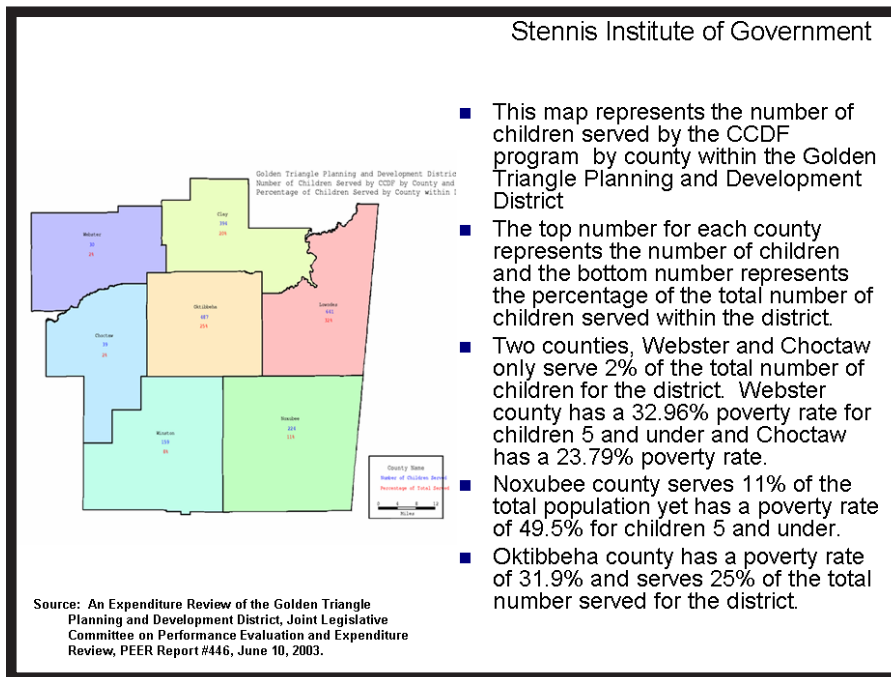 Stennis Institute of Government
This map represents the number of
children served by the CCDF
program by county within the Golden
Triangle Planning and Development
District
The top number for each county
represents the number of children
and the bottom number represents
the percentage of the total number of
children served within the district.
Two counties, Webster and Choctaw
only serve 2% of the total number of
children for the district. Webster
county has a 32.96% poverty rate for
children 5 and under and Choctaw
has a 23.79% poverty rate.
Noxubee county serves 11% of the
total population yet has a poverty rate
of 49.5% for children 5 and under.
Oktibbeha county has a poverty rate
of 31.9% and serves 25% of the total
number served for the district.
Golden Triangle Planning and Development Distric
Number of Children Served by CCDF by County and
Percentage of Children Served by County within
Clay
Webster
Oktibbeha
Lowndes
Choctaw
39
Winston
Noxubee
County Name
Number of Children Served
Percentage of Total Served
Miles
Source: An Expenditure Review of the Golden Triangle
Planning and Development District, Joint Legislative
Committee on Performance Evaluation and Expenditure
Review, PEER Report #446, June 10, 2003.